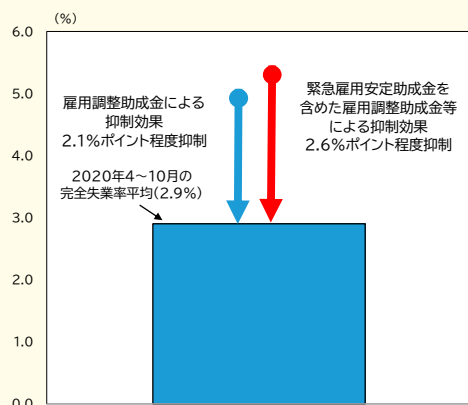 (%)
6.0
5.0
4.0
3.0
2.0
1.0
0.0
雇用調整助成金による
抑制効果
2.1%ポイント程度抑制
2020年4~10月の
完全失業率平均(2.9%)
緊急雇用安定助成金を
含めた雇用調整助成金等
による抑制効果
2.6%ポイント程度抑制